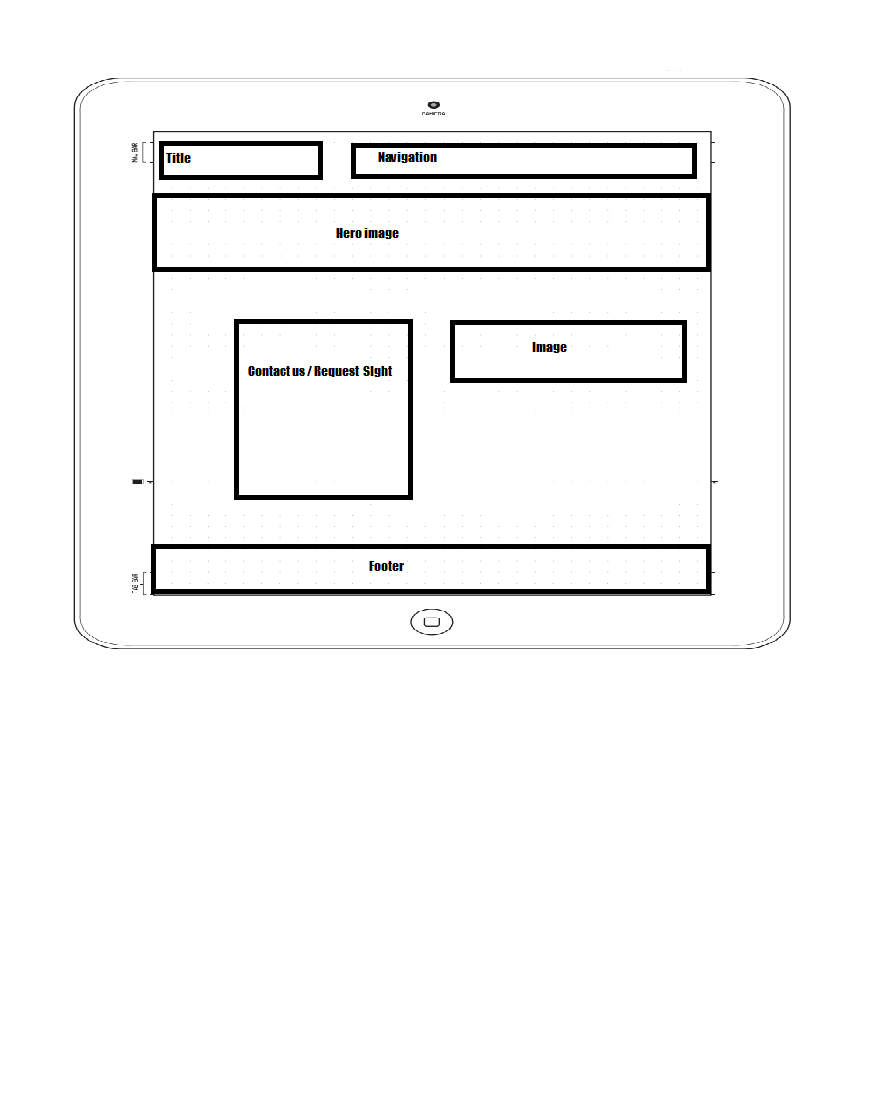 CAMERA
NAV BAR
Title
Navigation
Hero image
Contact us / Request Sight
Image
Footer
TAB BAR